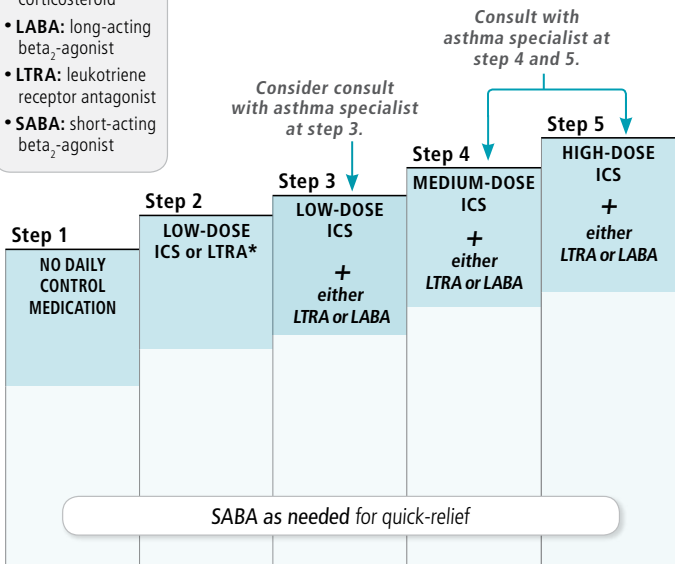 corticosteroid
• LABA: long-acting
beta2-agonist
• LTRA: leukotriene
receptor antagonist
• SABA: short-acting
beta2-agonist
Consult with
asthma specialist at
step 4 and 5.
Consider consult
with asthma specialist
at step 3.
Step 1
NO DAILY
CONTROL
MEDICATION
Step 2
LOW-DOSE
ICS or LTRA*
Step 3
LOW-DOSE
ICS
+
either
LTRA or LABA
Step 4
MEDIUM-DOSE
ICS
+
either
LTRA or LABA
Step 5
HIGH-DOSE
ICS
+
either
LTRA or LABA
SABA as needed for quick-relief